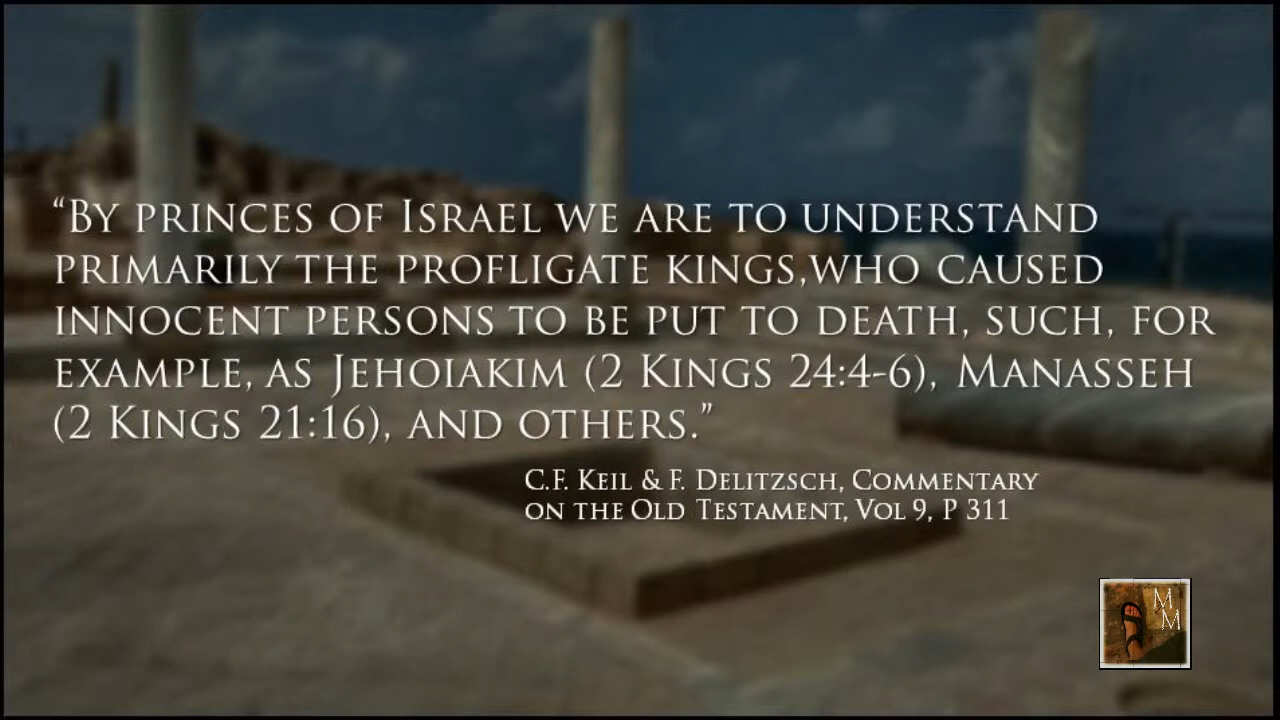 “By princes of Israel we are to understand
primarily the profligate kings,who caused
innocent persons to be put to death, such, for
example, as Jehoiakim (2 Kings 24:4-6), Manasseh
(2 Kings 21:16), and others.”
C.F. Keil & F. Delitzsch, Commentary
on the Old Testament, Vol 9, P 311
M
M